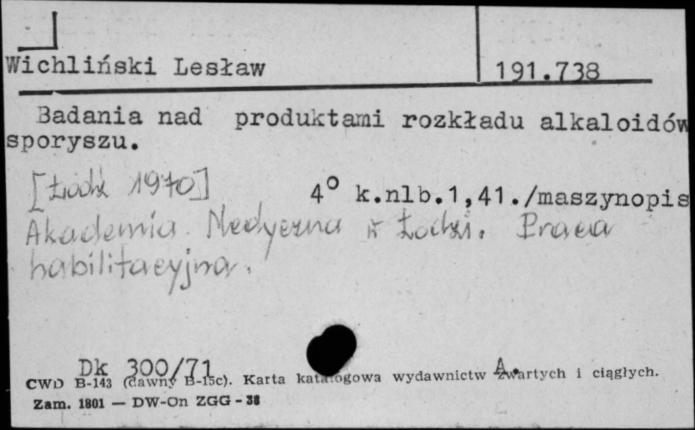 Wichliński Lesław
191.738
Badania nad produktami rozkładu alkaloidów
sporyszu.
[Łódź 1970] 4° k.nlb.1,41./maszynopis
Akademia Medyczna w Łodzi. Praca
habilitacyjna.
Dk 300/71 A.
CWD B-143 (dawny B-15c). Karta katalogowa wydawnictw zwartych i ciągłych.
Zam. 1801 — DW-On ZGG - 38